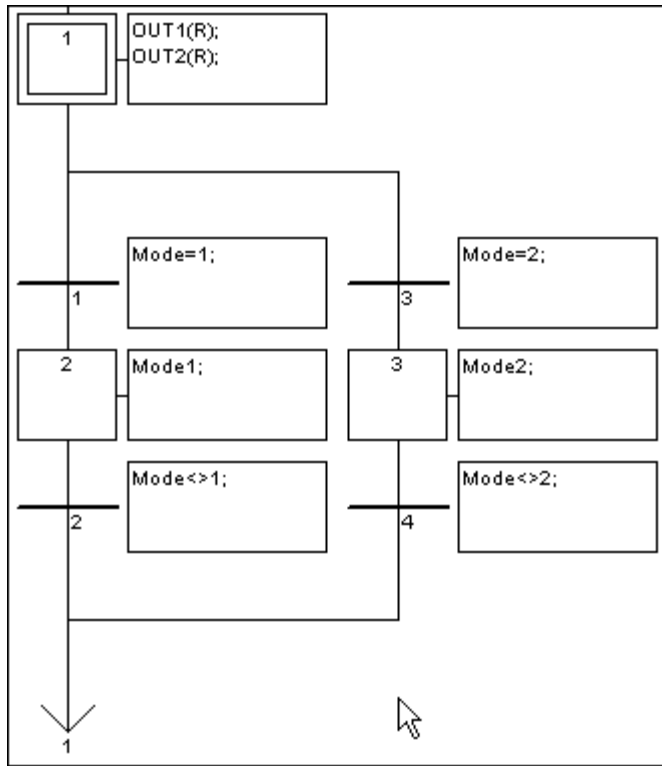 1
OUT1(R);
OUT2(R);
Mode=1;
Mode=2;
1
3
2
Mode1;
3
Mode2;
Mode<>1;
Mode<>2;
2
4
1